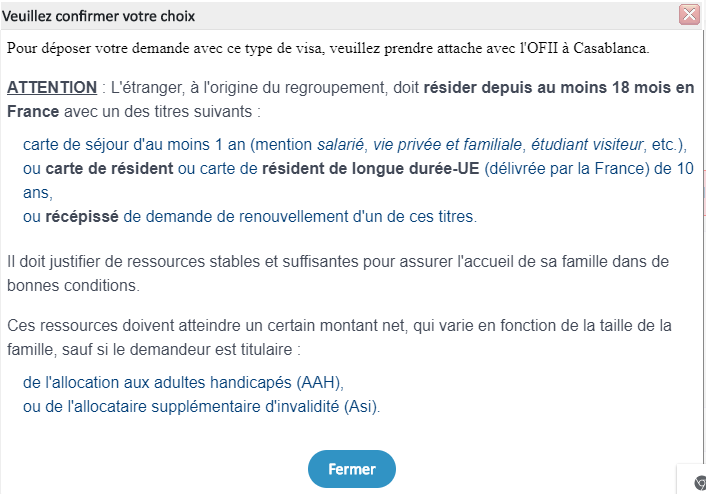 Veuillez confirmer votre choix
Pour déposer votre demande avec ce type de visa, veuillez prendre attache avec l'OFII à Casablanca.
ATTENTION : L'étranger, à l'origine du regroupement, doit résider depuis au moins 18 mois en
France avec un des titres suivants :
carte de séjour d'au moins 1 an (mention salarié, vie privée et familiale, étudiant visiteur, etc.),
ou carte de résident ou carte de résident de longue durée-UE (délivrée par la France) de 10
ans,
ou récépissé de demande de renouvellement d'un de ces titres.
Il doit justifier de ressources stables et suffisantes pour assurer l'accueil de sa famille dans de
bonnes conditions.
Ces ressources doivent atteindre un certain montant net, qui varie en fonction de la taille de la
famille, sauf si le demandeur est titulaire :
de l'allocation aux adultes handicapés (AAH),
ou de l'allocataire supplémentaire d'invalidité (Asi).
Fermer